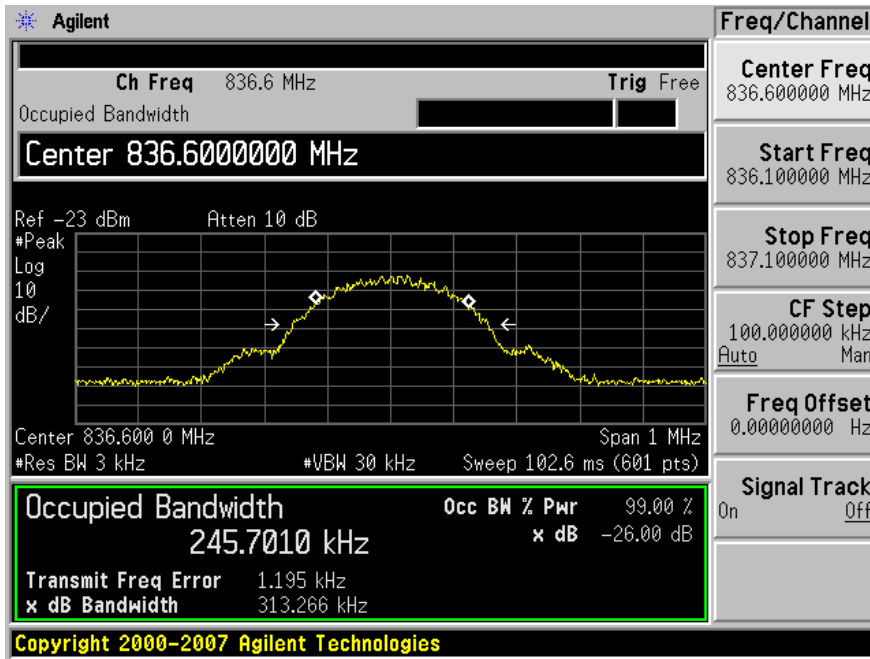 Agilent
Freq/Channel
Ch Freq 836.6 MHz Trig Free
Occupied Bandwidth
Center 836.6000000 MHz
Ref -23 dBm Atten 10 dB
#Peak
Log
10
dB/
Center 836.600 0 MHz Span 1 MHz
#Res BW 3 kHz #VBW 30 kHz Sweep 102.6 ms (601 pts)
Occupied Bandwidth
245.7010 kHz
Occ BW % Pwr 99.00 %
x dB -26.00 dB
Transmit Freq Error 1.195 kHz
x dB Bandwidth 313.266 kHz
Center Freq
836.600000 MHz
Start Freq
836.100000 MHz
Stop Freq
837.100000 MHz
CF Step
100.000000 kHz
Auto Man
Freq Offset
0.00000000 Hz
Signal Track
On Off
Copyright 2000-2007 Agilent Technologies